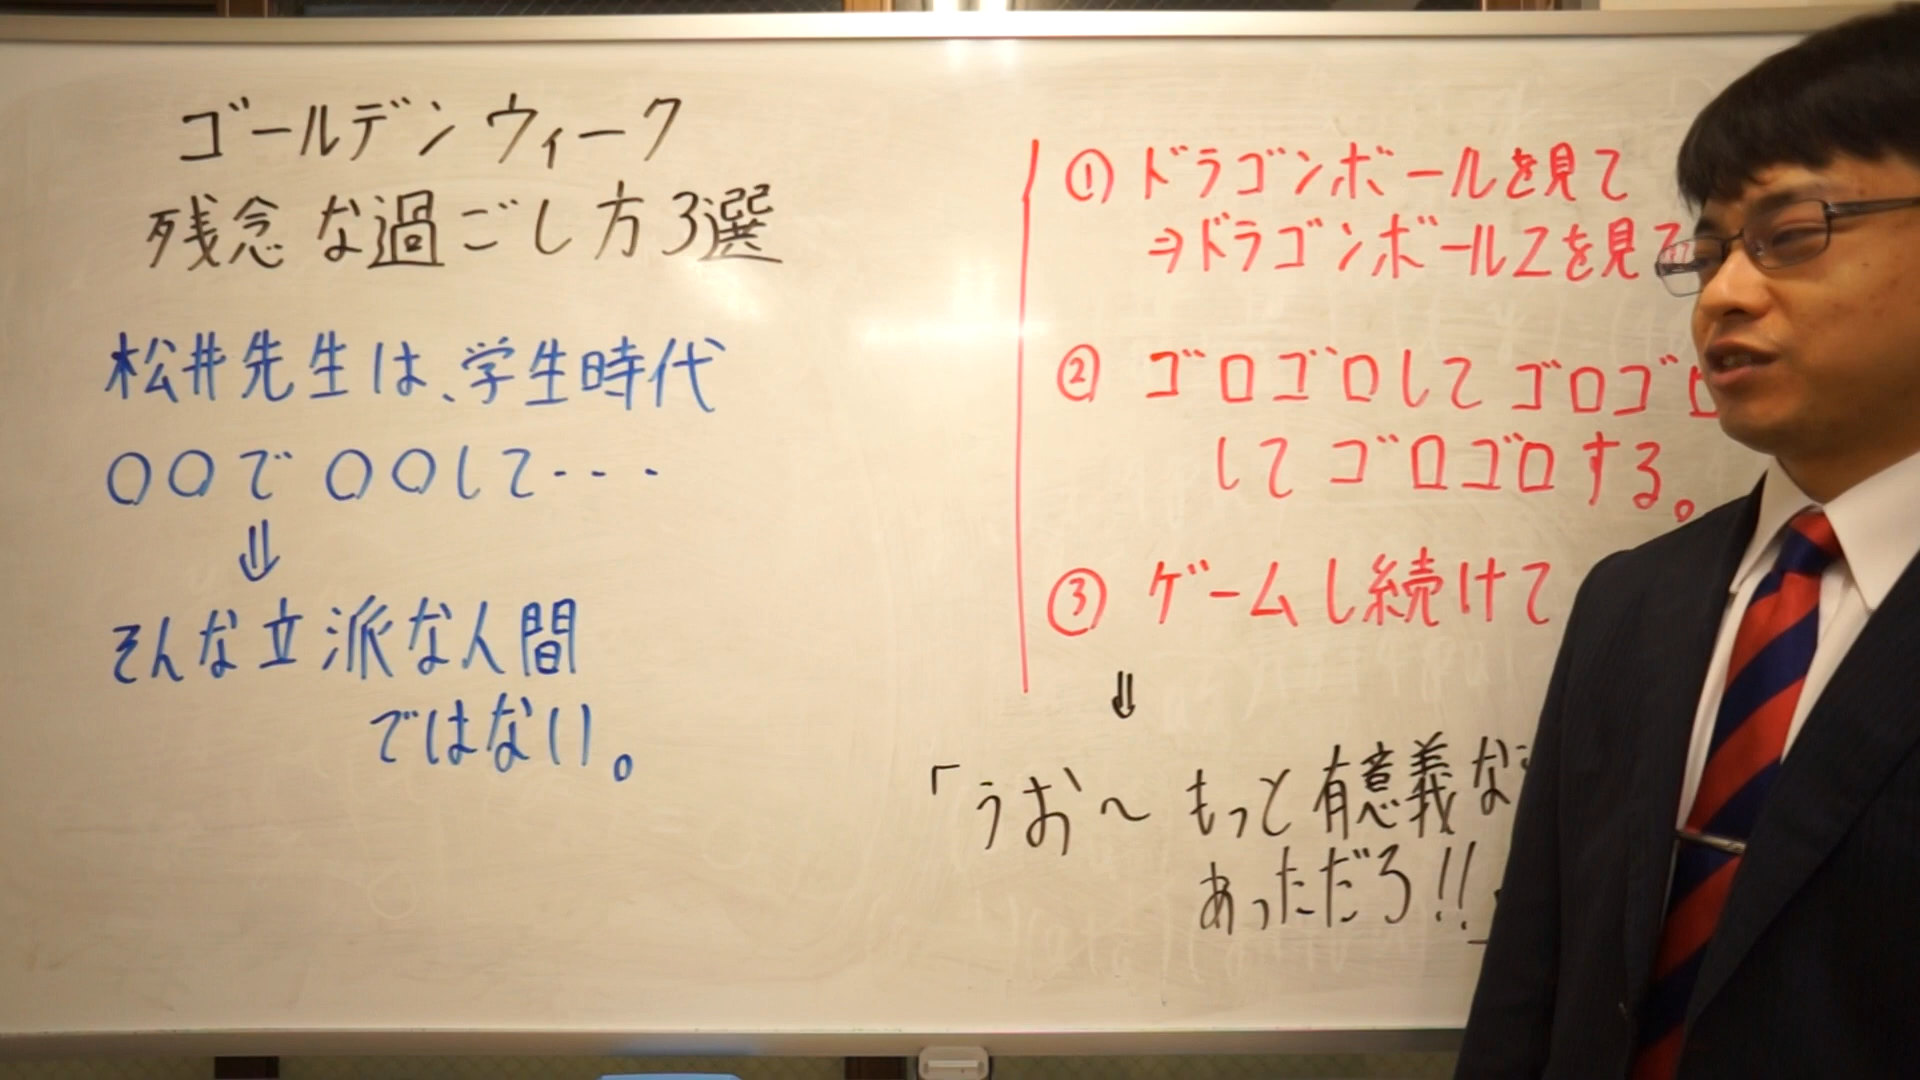 ゴールデンウィーク
残念な過ごし方3選
松井先生は、学生時代
〇〇で〇〇して・・・
⇓
そんな立派な人間
ではない。
① ドラゴンボールを見て
⇒ドラゴンボールZを見て
② ゴロゴロしてゴロゴロ
してゴロゴロする。
③ ゲームし続けて
⇓
「うお〜 もっと有意義な
あっただろ!!」